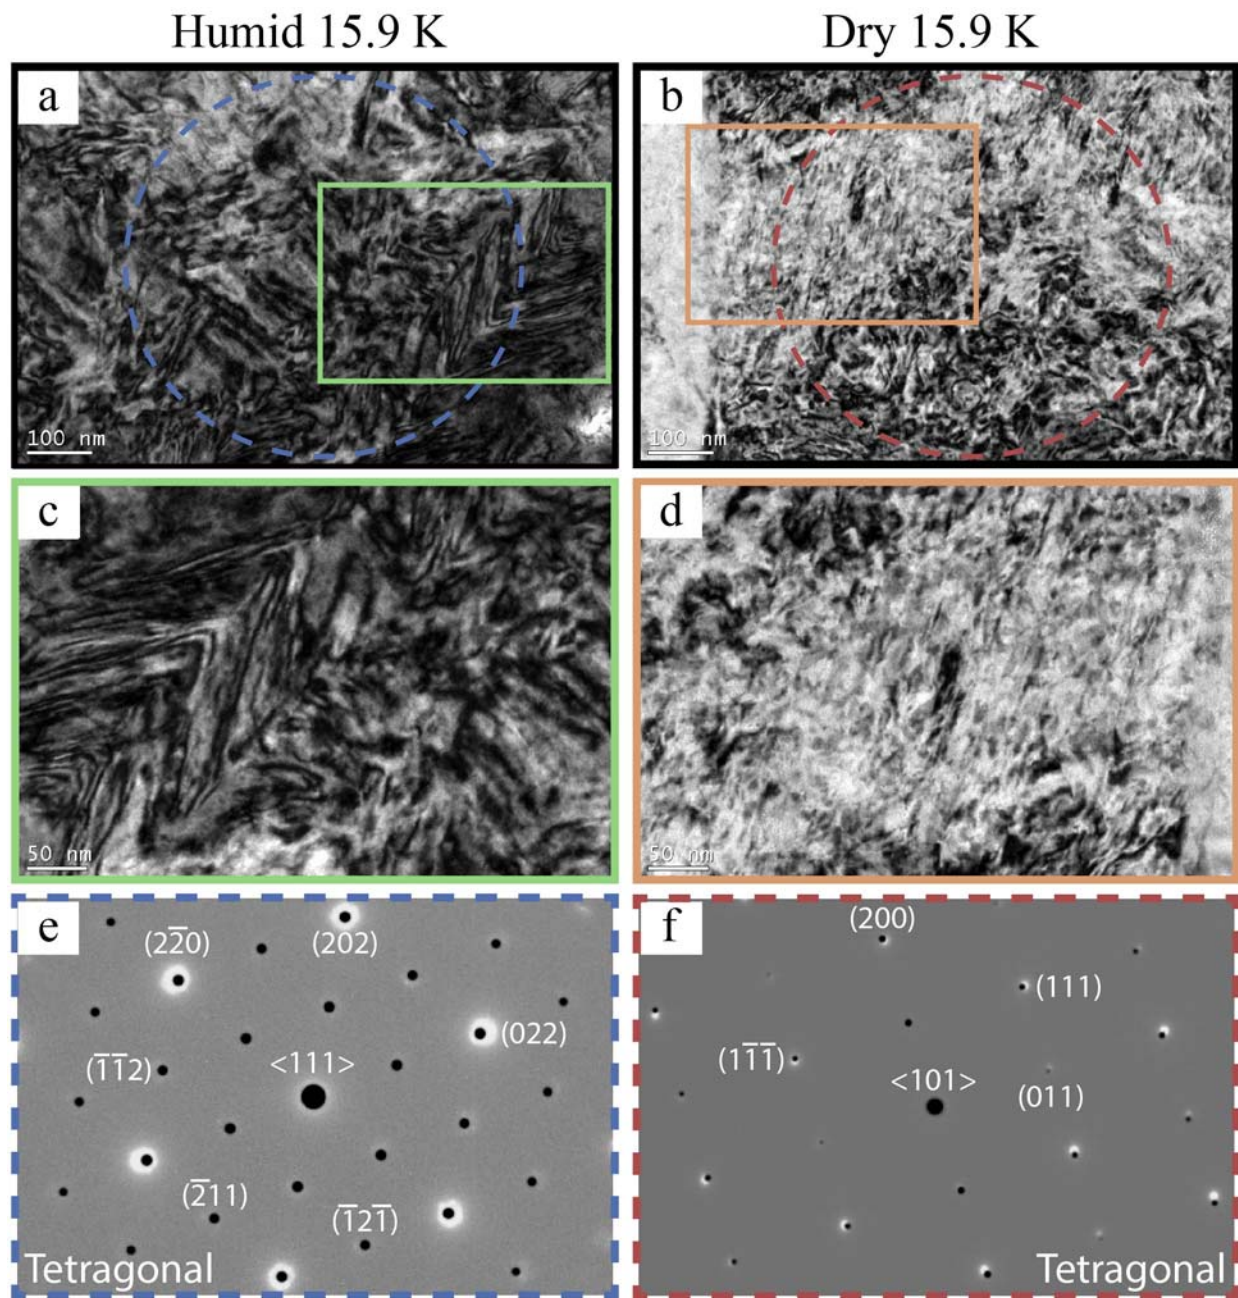 Humid 15.9 K
Dry 15.9 K
a
100 nm
b
100 nm
c
50 nm
d
50 nm
e
(22̅0)
(202)
(022)
<111>
(1̅1̅2)
(2̅11)
(1̅21̅)
Tetragonal
f
(200)
(111)
(11̅1̅)
<101>
(011)
Tetragonal